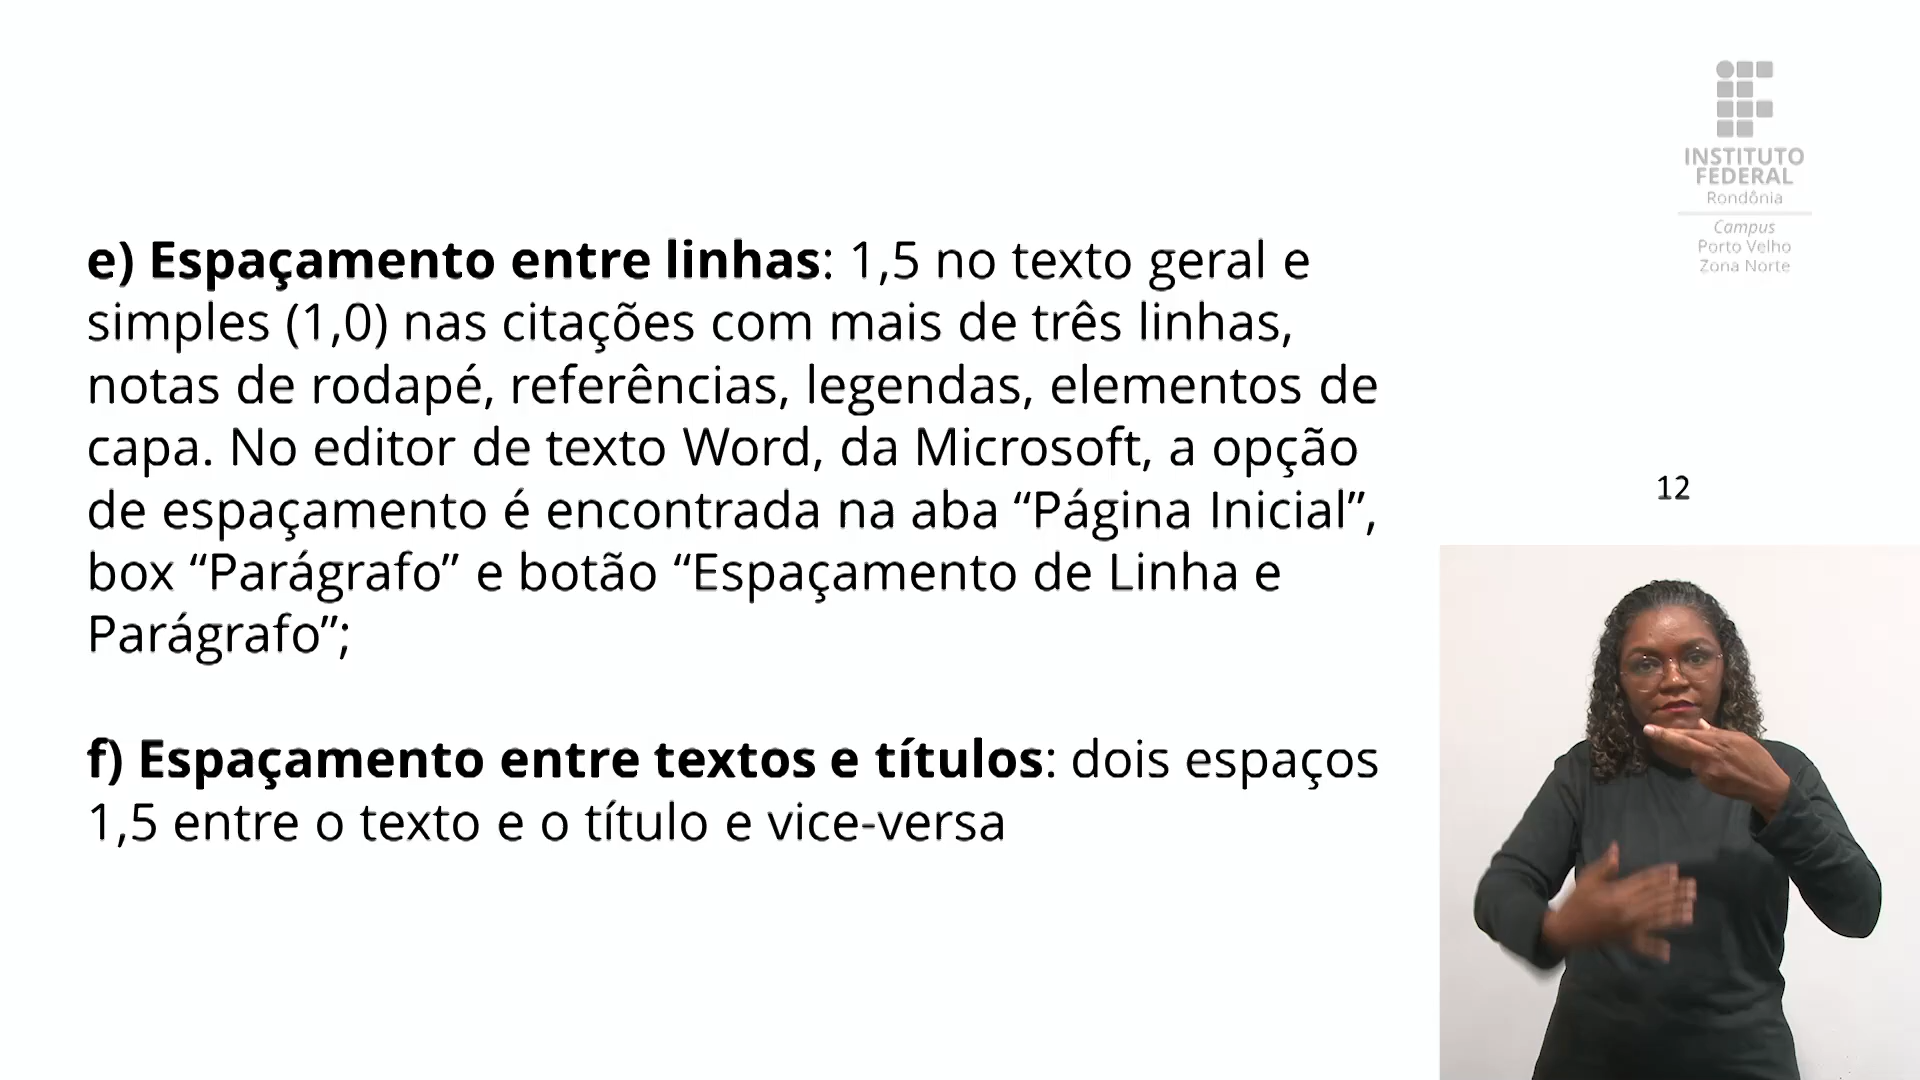 INSTITUTO
FEDERAL
Rondônia
Campus
Porto Velho
Zona Norte
e) Espaçamento entre linhas: 1,5 no texto geral e
simples (1,0) nas citações com mais de três linhas,
notas de rodapé, referências, legendas, elementos de
capa. No editor de texto Word, da Microsoft, a opção
de espaçamento é encontrada na aba “Página Inicial”,
box “Parágrafo” e botão “Espaçamento de Linha e
Parágrafo”;
f) Espaçamento entre textos e títulos: dois espaços
1,5 entre o texto e o título e vice-versa
12